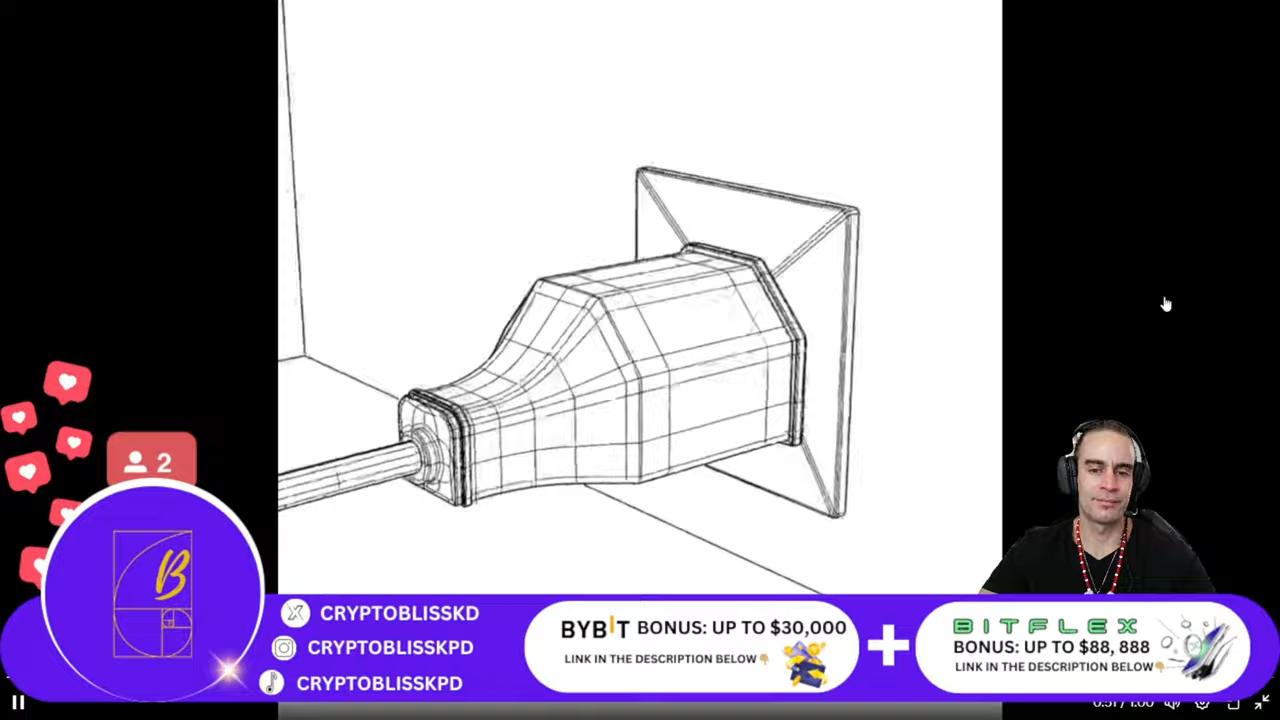 2
B
CRYPTOBLISSKD
CRYPTOBLISSKPD
CRYPTOBLISSKPD
BYBIT BONUS: UP TO $30,000
LINK IN THE DESCRIPTION BELOW
BITFLEX
BONUS: UP TO $88, 888
LINK IN THE DESCRIPTION BELOW